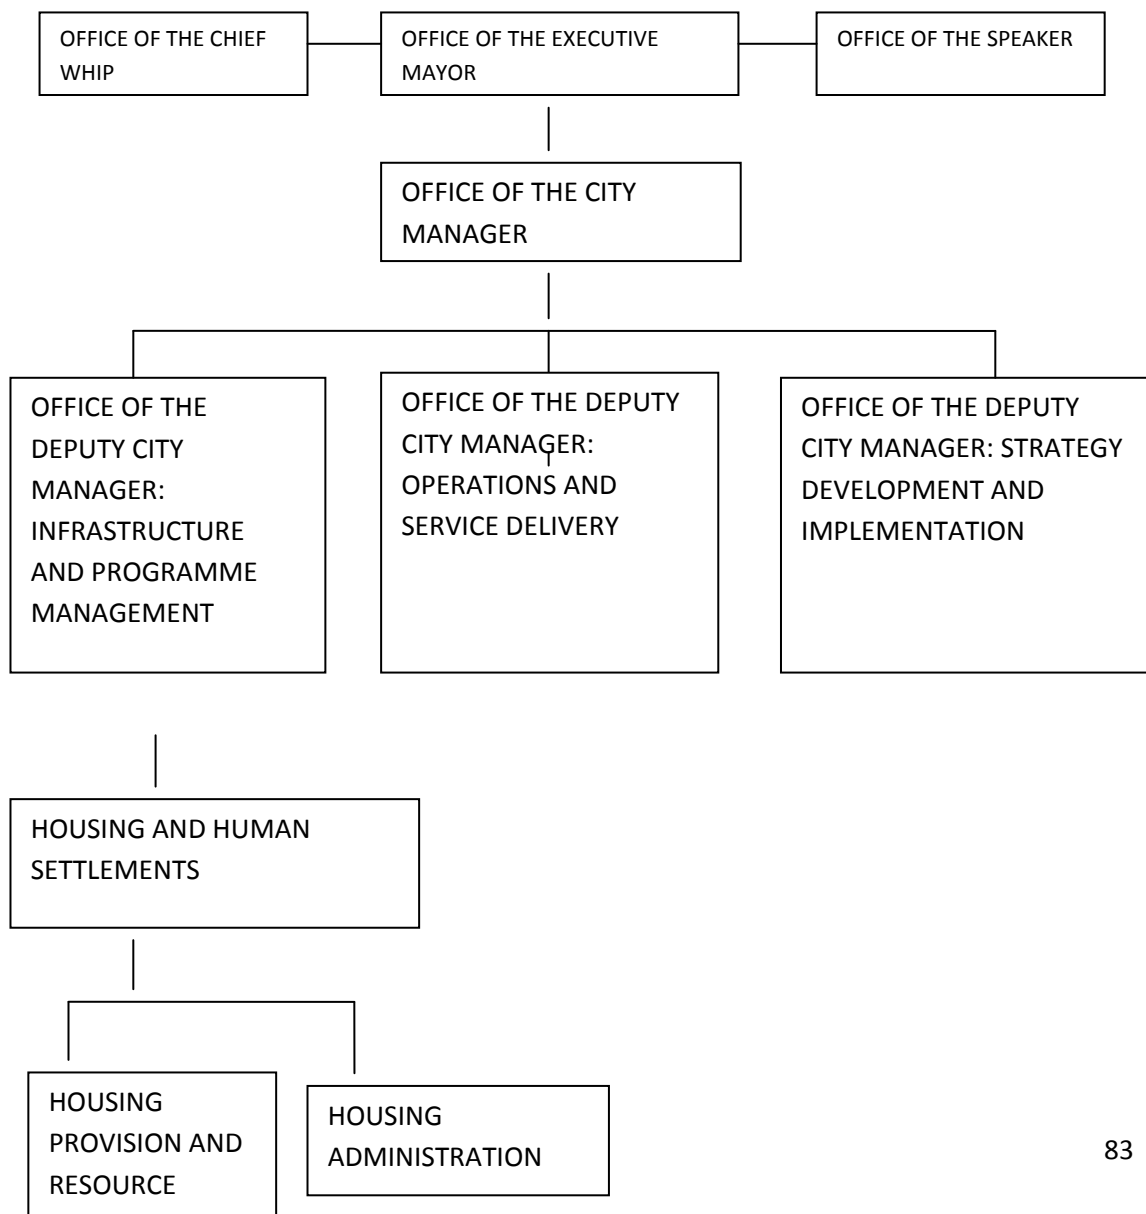 OFFICE OF THE CHIEF
WHIP
OFFICE OF THE EXECUTIVE
MAYOR
OFFICE OF THE SPEAKER
OFFICE OF THE CITY
MANAGER
OFFICE OF THE
DEPUTY CITY
MANAGER:
INFRASTRUCTURE
AND PROGRAMME
MANAGEMENT
OFFICE OF THE DEPUTY
CITY MANAGER:
OPERATIONS AND
SERVICE DELIVERY
OFFICE OF THE DEPUTY
CITY MANAGER: STRATEGY
DEVELOPMENT AND
IMPLEMENTATION
HOUSING AND HUMAN
SETTLEMENTS
HOUSING
PROVISION AND
RESOURCE
HOUSING
ADMINISTRATION
83